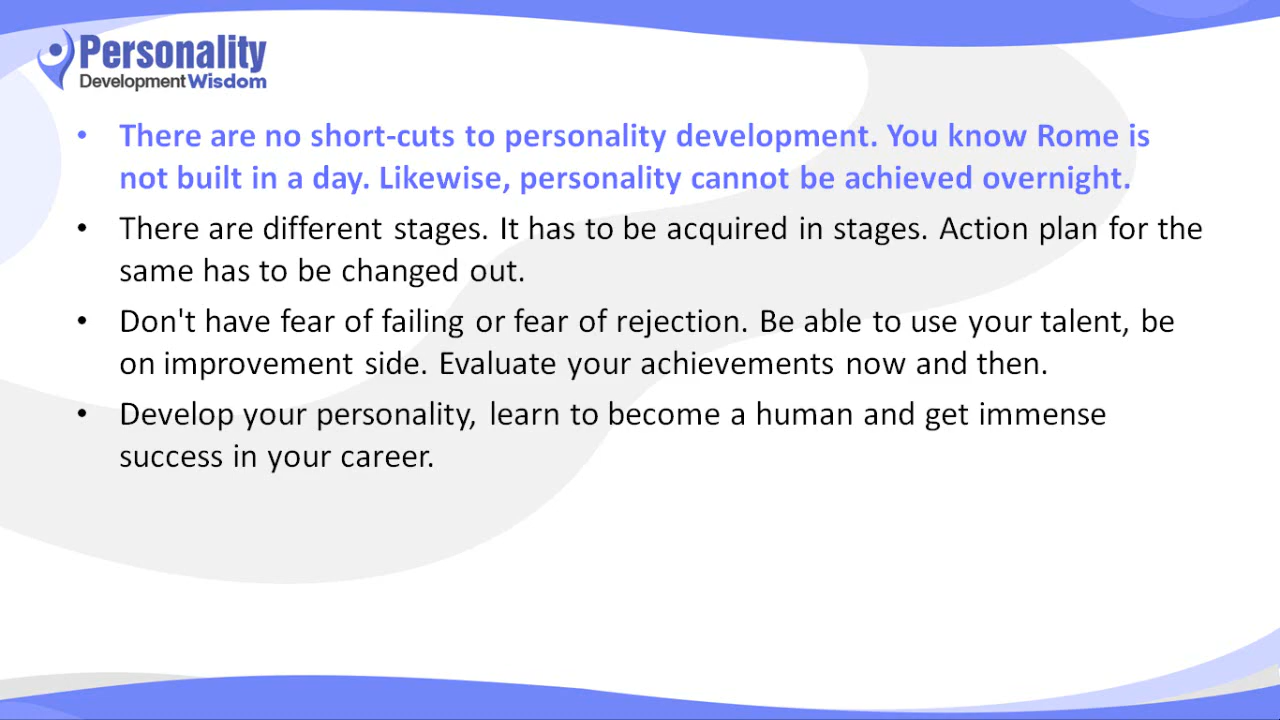 Personality
Development Wisdom
• There are no short-cuts to personality development. You know Rome is
not built in a day. Likewise, personality cannot be achieved overnight.
• There are different stages. It has to be acquired in stages. Action plan for the
same has to be changed out.
• Don't have fear of failing or fear of rejection. Be able to use your talent, be
on improvement side. Evaluate your achievements now and then.
• Develop your personality, learn to become a human and get immense
success in your career.